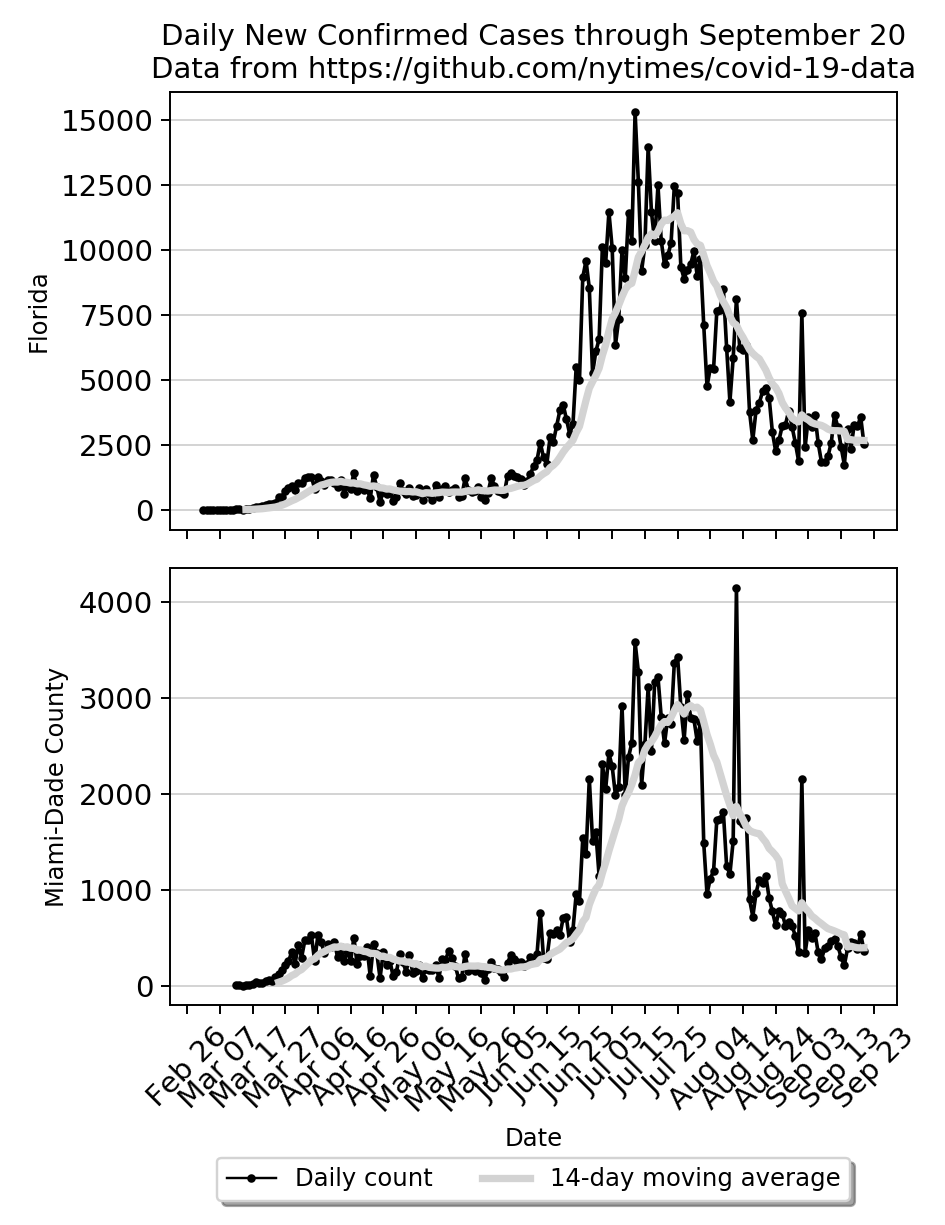 Daily New Confirmed Cases through September 20
Data from https://github.com/nytimes/covid-19-data
15000
12500
10000
7500
5000
2500
0
Florida
4000
3000
2000
1000
0
Miami-Dade County
Feb 26
Mar 07
Mar 17
Mar 27
Apr 06
Apr 16
Apr 26
May 06
May 16
May 26
Jun 05
Jun 15
Jun 25
Jul 05
Jul 15
Jul 25
Aug 04
Aug 14
Aug 24
Sep 03
Sep 13
Sep 23
Date
Daily count
14-day moving average